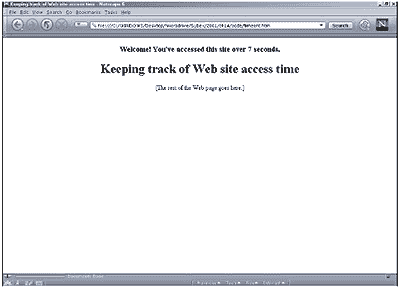 Keeping track of Web site access time - Netscape 6
File Edit View Search Go Bookmarks Tasks Help
Search
N
Welcome! You've accessed this site over 7 seconds.
Keeping track of Web site access time
[The rest of the Web page goes here.]